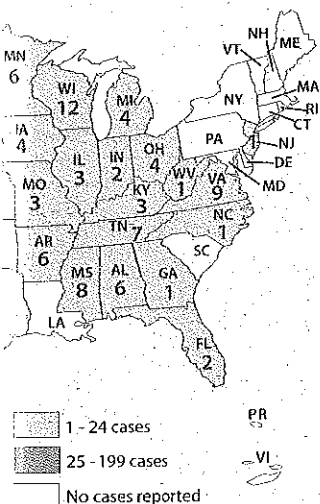 NH
VT
ME
MN
6
WI
12
MI
4
NY
MA
RI
CT
IA
4
PA
NJ
IL
3
IN
2
OH
4
DE
MD
WV
1
VA
9
MO
3
KY
3
NC
1
TN
7
AR
6
SC
MS
8
AL
6
GA
1
LA
FL
2
PR
1 - 24 cases
VI
25 - 199 cases
No cases reported